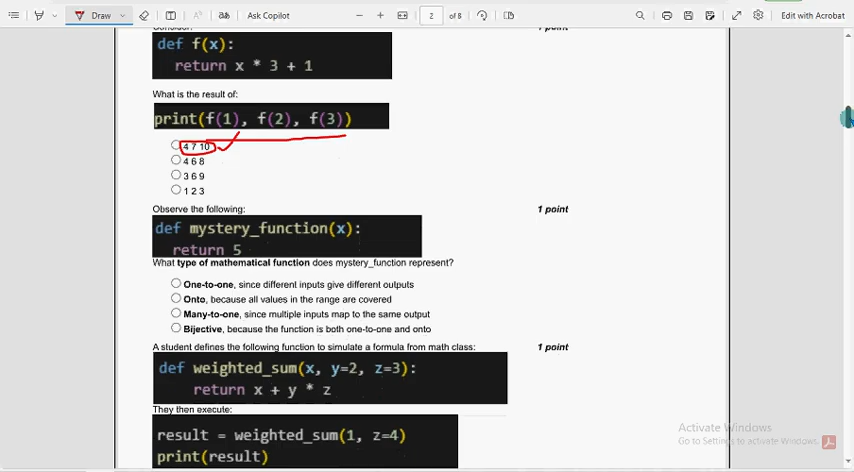 Draw
Ask Copilot
2 of 8
Edit with Acrobat
Consider:
1 point
def f(x):
return x * 3 + 1
What is the result of:
print(f(1), f(2), f(3))
4 7 10
4 6 8
3 6 9
1 2 3
Observe the following:
1 point
def mystery_function(x):
return 5
What type of mathematical function does mystery_function represent?
One-to-one, since different inputs give different outputs
Onto, because all values in the range are covered
Many-to-one, since multiple inputs map to the same output
Bijective, because the function is both one-to-one and onto
A student defines the following function to simulate a formula from math class:
1 point
def weighted_sum(x, y=2, z=3):
return x + y * z
They then execute:
result = weighted_sum(1, z=4)
print(result)
Activate Windows
Go to Settings to activate Windows.